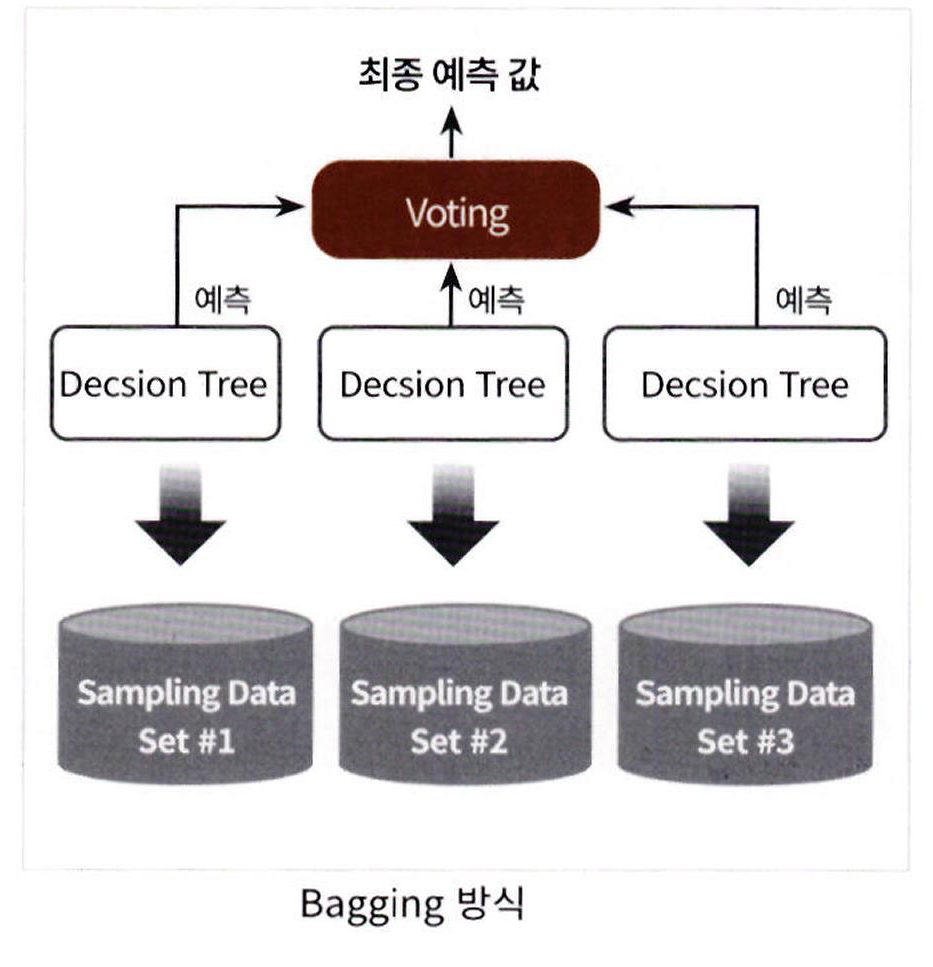 최종 예측 값
Voting
예측 예측 예측
Decsion Tree Decsion Tree Decsion Tree
Sampling Data Sampling Data Sampling Data
Set #1 Set #2 Set #3
Bagging 방식